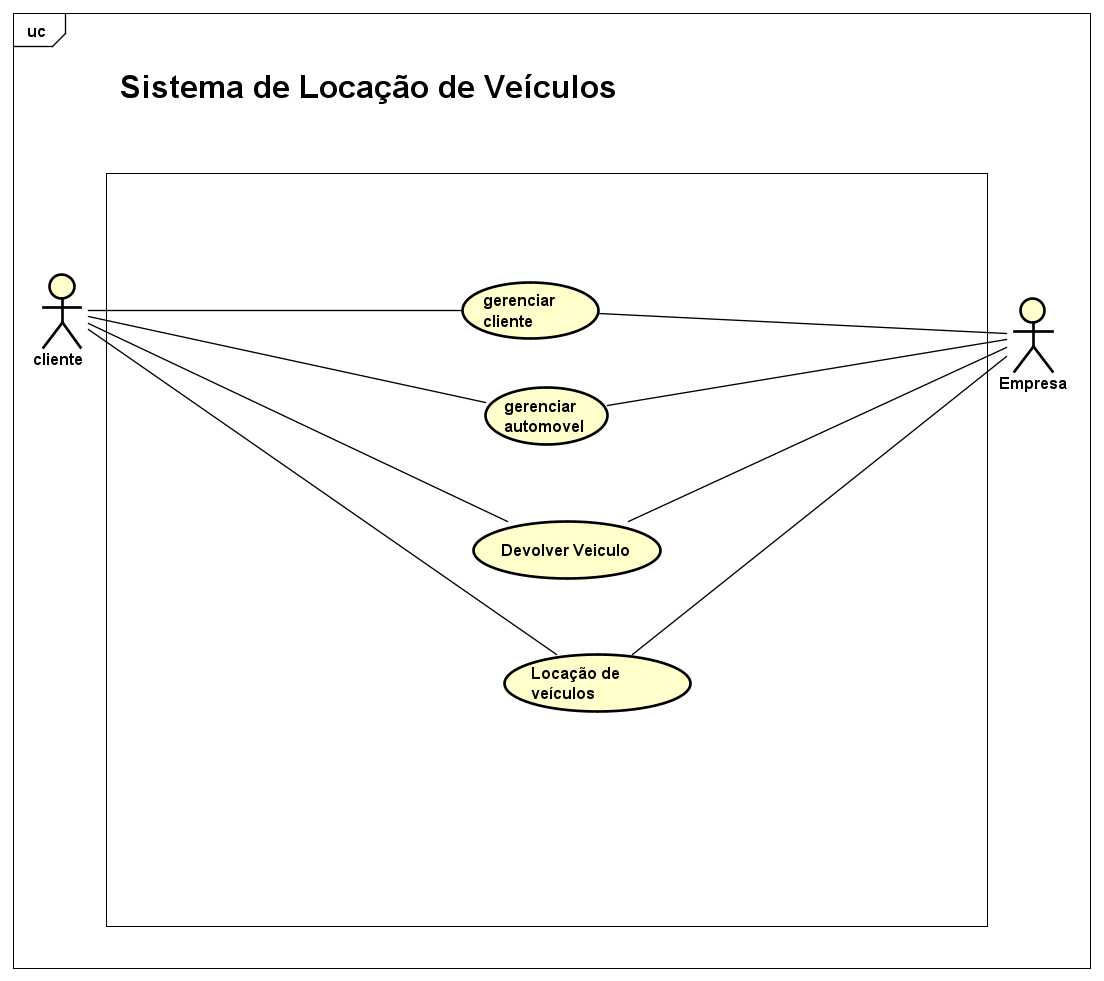 uc
Sistema de Locação de Veículos
gerenciar
cliente
cliente
Empresa
gerenciar
automovel
Devolver Veiculo
Locação de
veículos